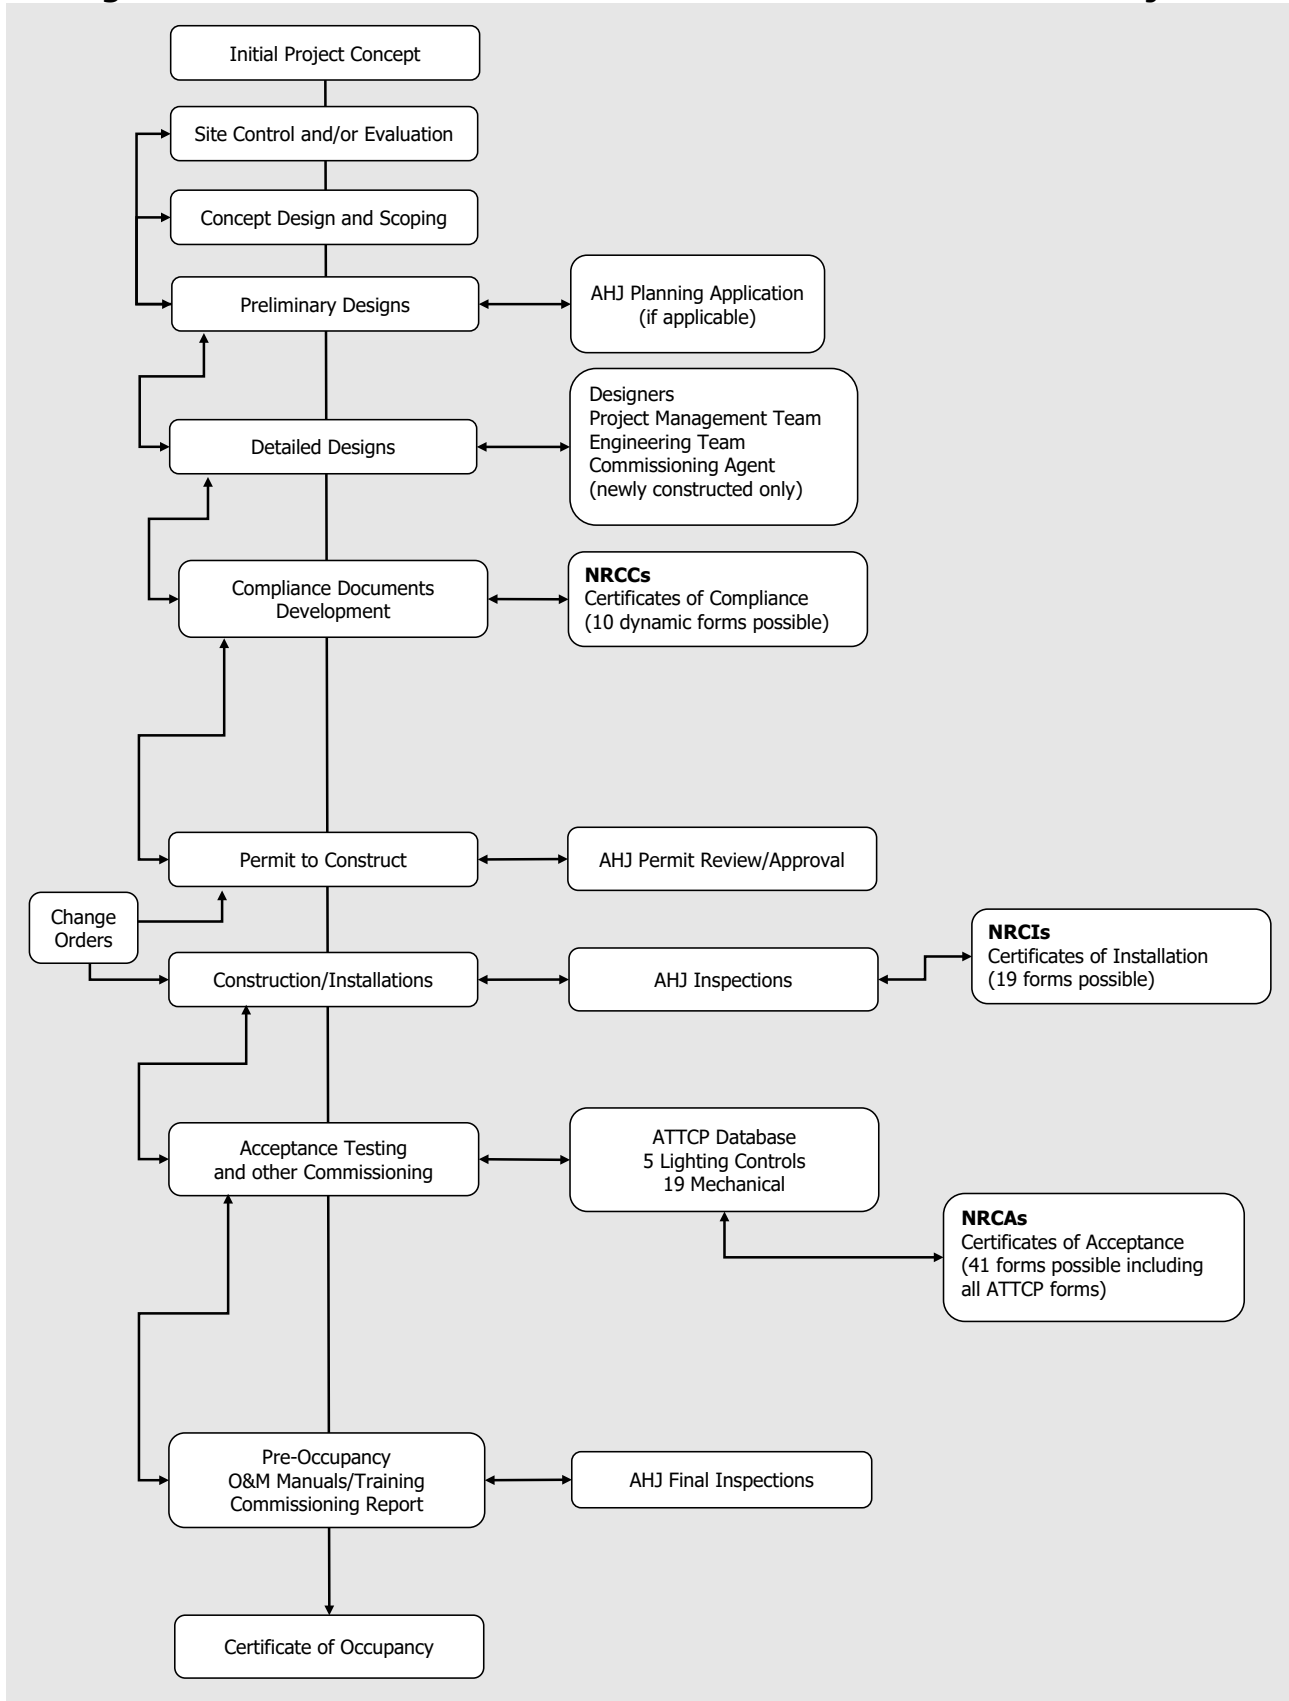 Initial Project Concept
Site Control and/or Evaluation
Concept Design and Scoping
Preliminary Designs
AHJ Planning Application
(if applicable)
Designers
Project Management Team
Engineering Team
Commissioning Agent
(newly constructed only)
Detailed Designs
Compliance Documents
Development
NRCCs
Certificates of Compliance
(10 dynamic forms possible)
Permit to Construct
AHJ Permit Review/Approval
Change
Orders
Construction/Installations
AHJ Inspections
NRCIs
Certificates of Installation
(19 forms possible)
Acceptance Testing
and other Commissioning
ATTCP Database
5 Lighting Controls
19 Mechanical
NRCAs
Certificates of Acceptance
(41 forms possible including
all ATTCP forms)
Pre-Occupancy
O&M Manuals/Training
Commissioning Report
AHJ Final Inspections
Certificate of Occupancy